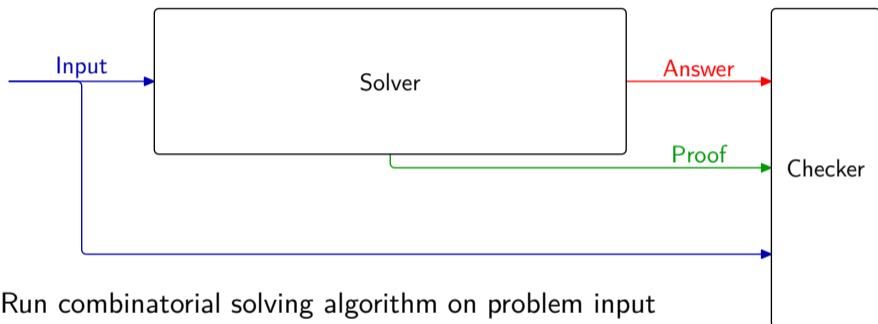 Input
Solver
Answer
Proof
Checker
Run combinatorial solving algorithm on problem input